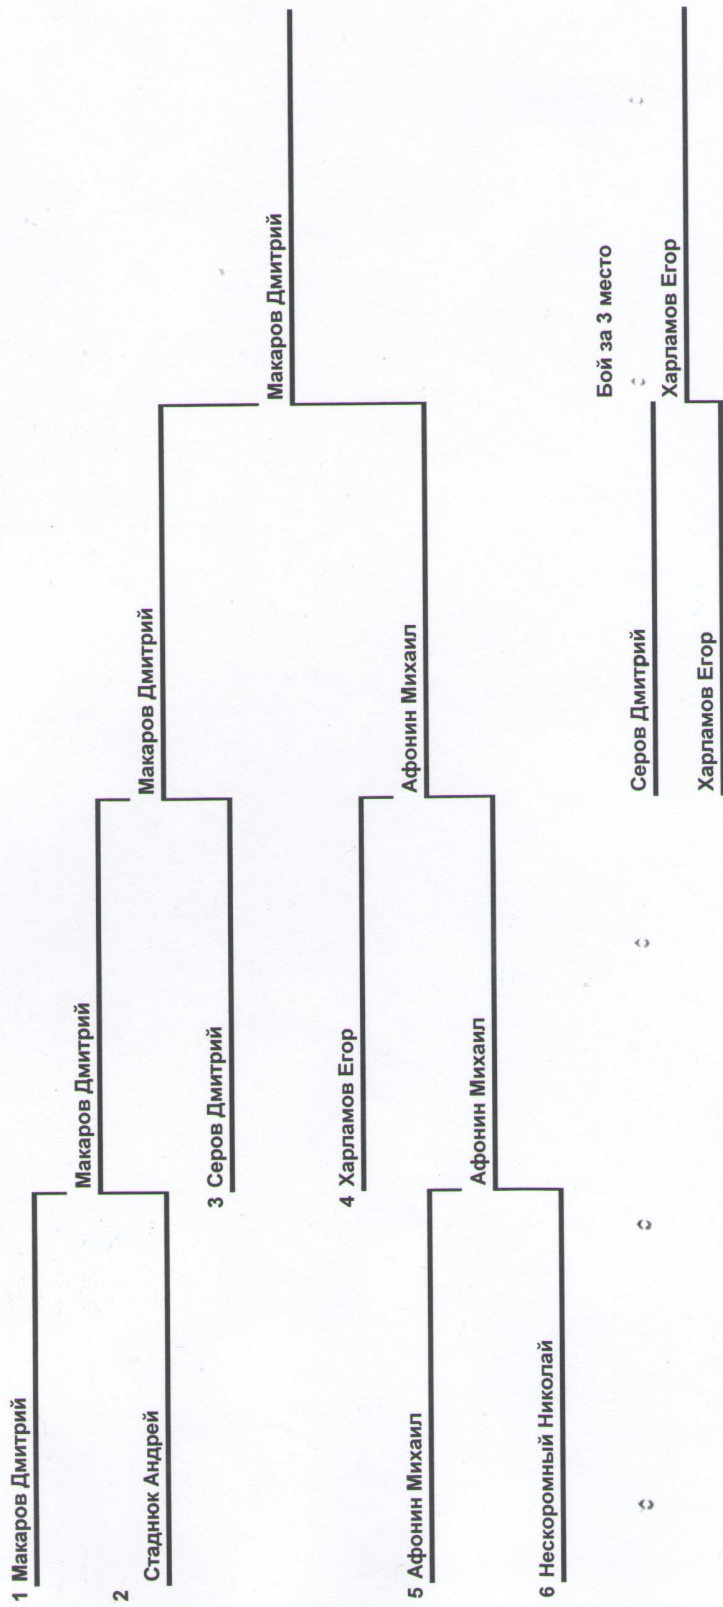 1 Макаров Дмитрий
2 Стаднюк Андрей
Макаров Дмитрий
3 Серов Дмитрий
Макаров Дмитрий
4 Харламов Егор
5 Афонин Михаил
6 Нескоромный Николай
Афонин Михаил
Афонин Михаил
Макаров Дмитрий
Бой за 3 место
Серов Дмитрий
Харламов Егор
Харламов Егор